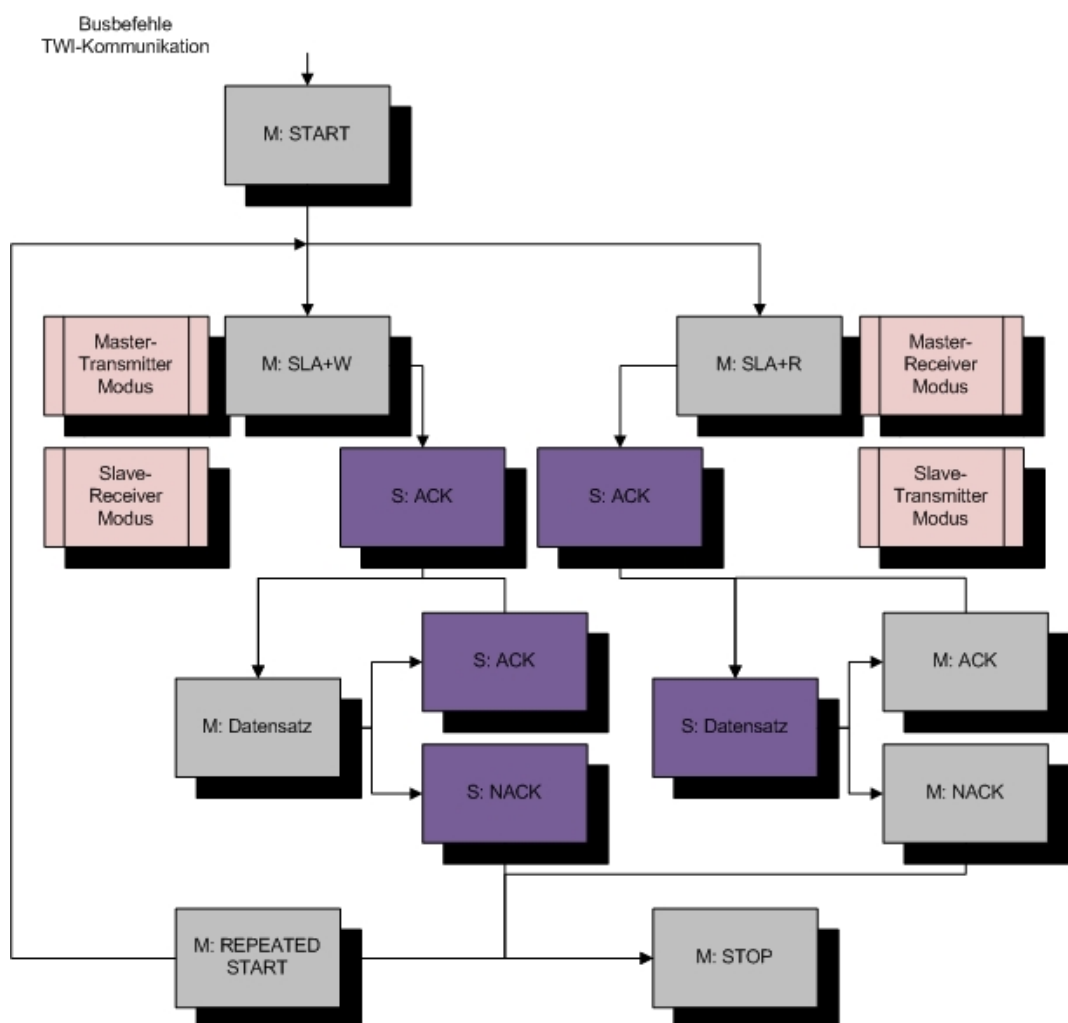 Busbefehle
TWI-Kommunikation
M: START
Master-
Transmitter
Modus
M: SLA+W
M: SLA+R
Master-
Receiver
Modus
Slave-
Receiver
Modus
S: ACK
S: ACK
Slave-
Transmitter
Modus
M: Datensatz
S: ACK
S: NACK
S: Datensatz
M: ACK
M: NACK
M: REPEATED
START
M: STOP